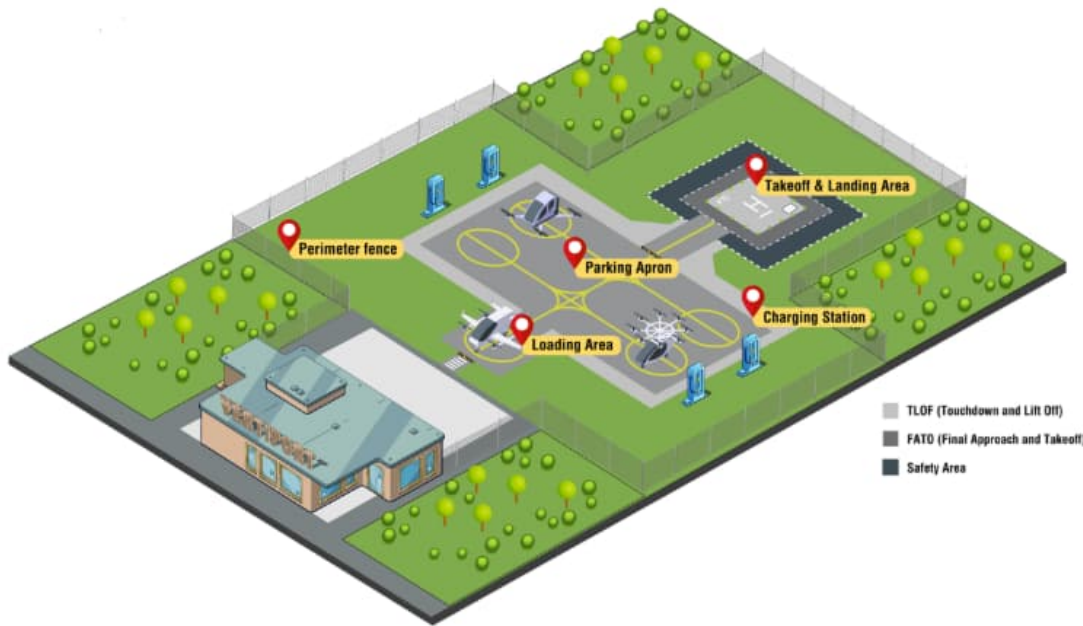 Takeoff & Landing Area
Perimeter fence
Parking Apron
Charging Station
Loading Area
VERTIPORT
H
TLOF (Touchdown and Lift Off)
FATO (Final Approach and Takeoff)
Safety Area